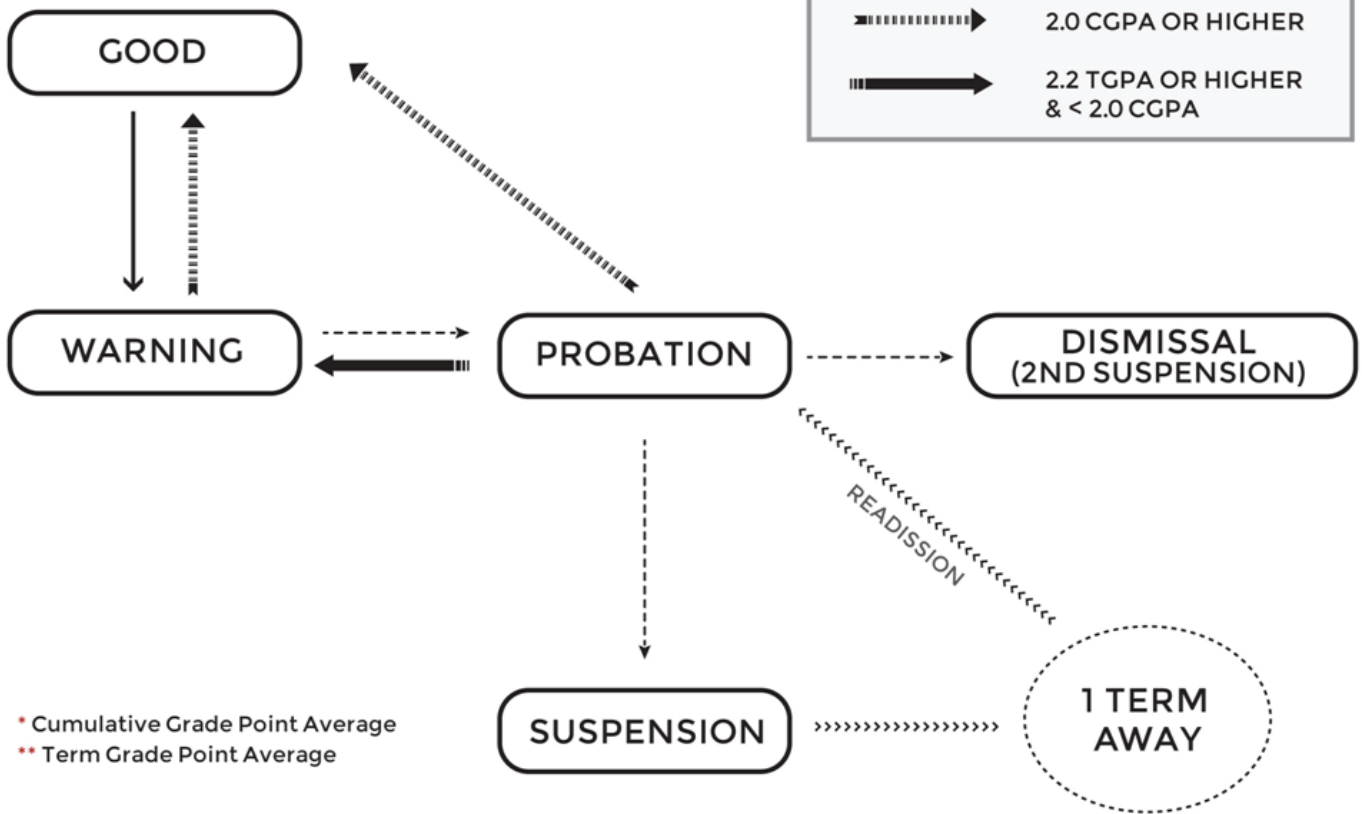 GOOD
2.0 CGPA OR HIGHER
2.2 TGPA OR HIGHER
& < 2.0 CGPA
WARNING
PROBATION
DISMISSAL
(2ND SUSPENSION)
READISSION
SUSPENSION
1 TERM
AWAY
* Cumulative Grade Point Average
** Term Grade Point Average